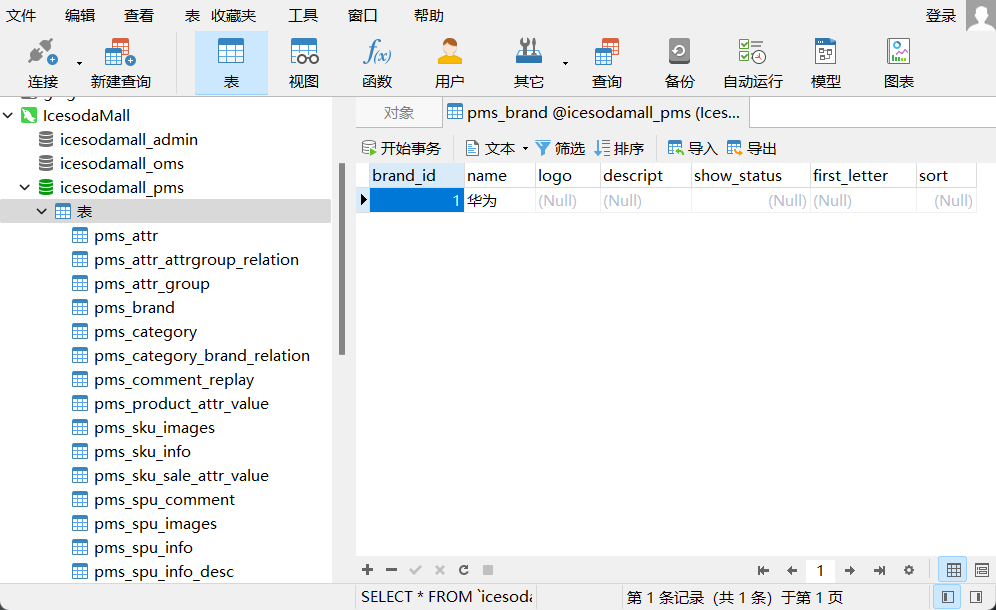 文件 编辑 查看 表 收藏夹 工具 窗口 帮助 登录
连接 新建查询 表 视图 函数 用户 其它 查询 备份 自动运行 模型 图表
IcesodaMall
icesodamall_admin
icesodamall_oms
icesodamall_pms
表
pms_attr
pms_attr_attrgroup_relation
pms_attr_group
pms_brand
pms_category
pms_category_brand_relation
pms_comment_replay
pms_product_attr_value
pms_sku_images
pms_sku_info
pms_sku_sale_attr_value
pms_spu_comment
pms_spu_images
pms_spu_info
pms_spu_info_desc
对象 pms_brand @icesodamall_pms (Ices...
开始事务 文本 筛选 排序 导入 导出
brand_id name logo descript show_status first_letter sort
1 华为 (Null) (Null) (Null) (Null) (Null)
1
SELECT * FROM `icesoda 第 1 条记录 (共 1 条) 于第 1 页